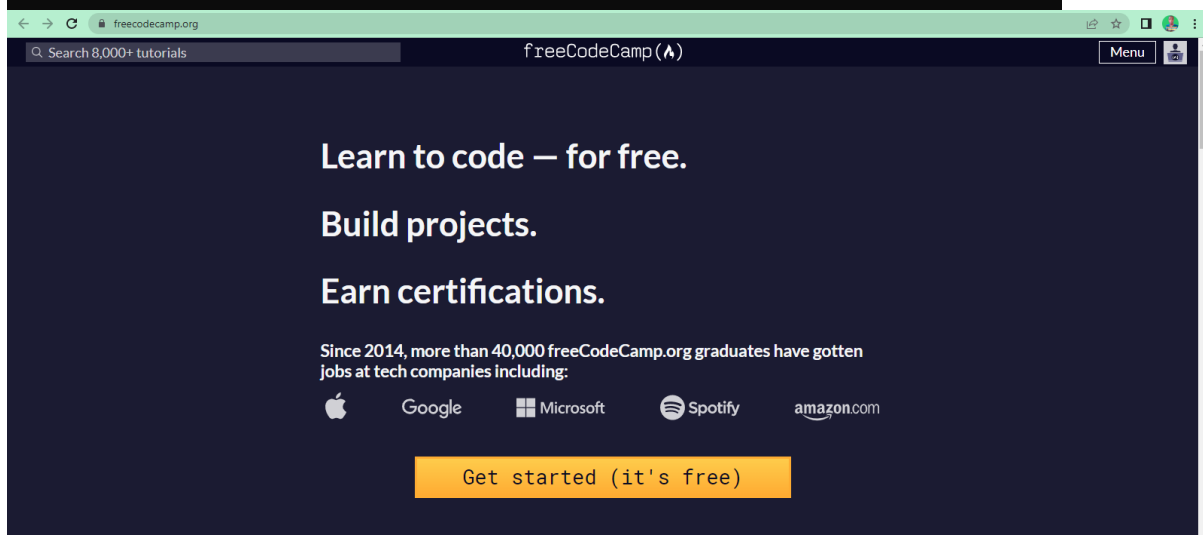 freecodecamp.org
Search 8,000+ tutorials
freeCodeCamp(🔥)
Menu
Learn to code — for free.
Build projects.
Earn certifications.
Since 2014, more than 40,000 freeCodeCamp.org graduates have gotten
jobs at tech companies including:
Google Microsoft Spotify amazon.com
Get started (it's free)